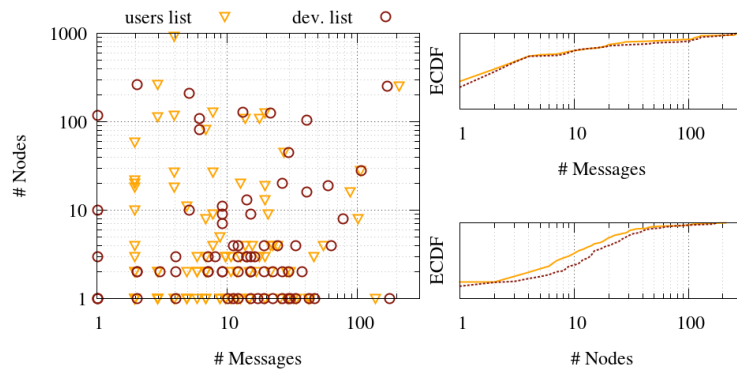 users list dev. list
1000
100
10
1
1 10 100
# Nodes
# Messages
ECDF
1 10 100
# Messages
ECDF
1 10 100
# Nodes